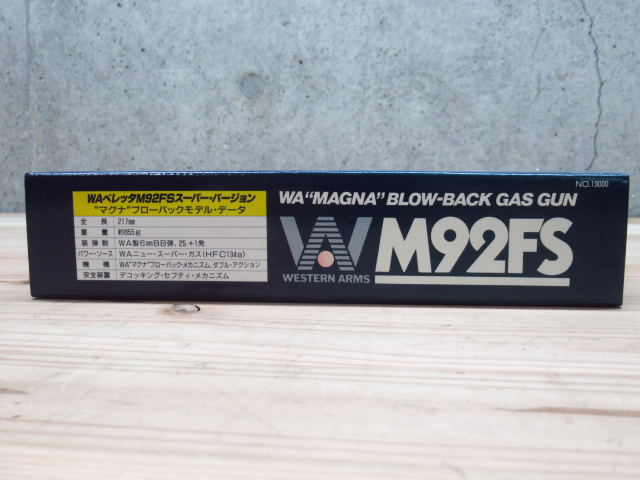 WAベレッタM92FSスーパー・バージョン
"マグナ"ブローバックモデル・データ
全長 217mm
重量 約855g
装弾数 WA製6mmBB弾、25+1発
パワー・ソース WAニュー・スーパー・ガス(HFC134a)
機構 WA"マグナ"ブローバック・メカニズム、ダブル・アクション
安全装置 デコッキング・セフティ・メカニズム
NO.19000
WA"MAGNA" BLOW-BACK GAS GUN
WA
WESTERN ARMS
M92FS